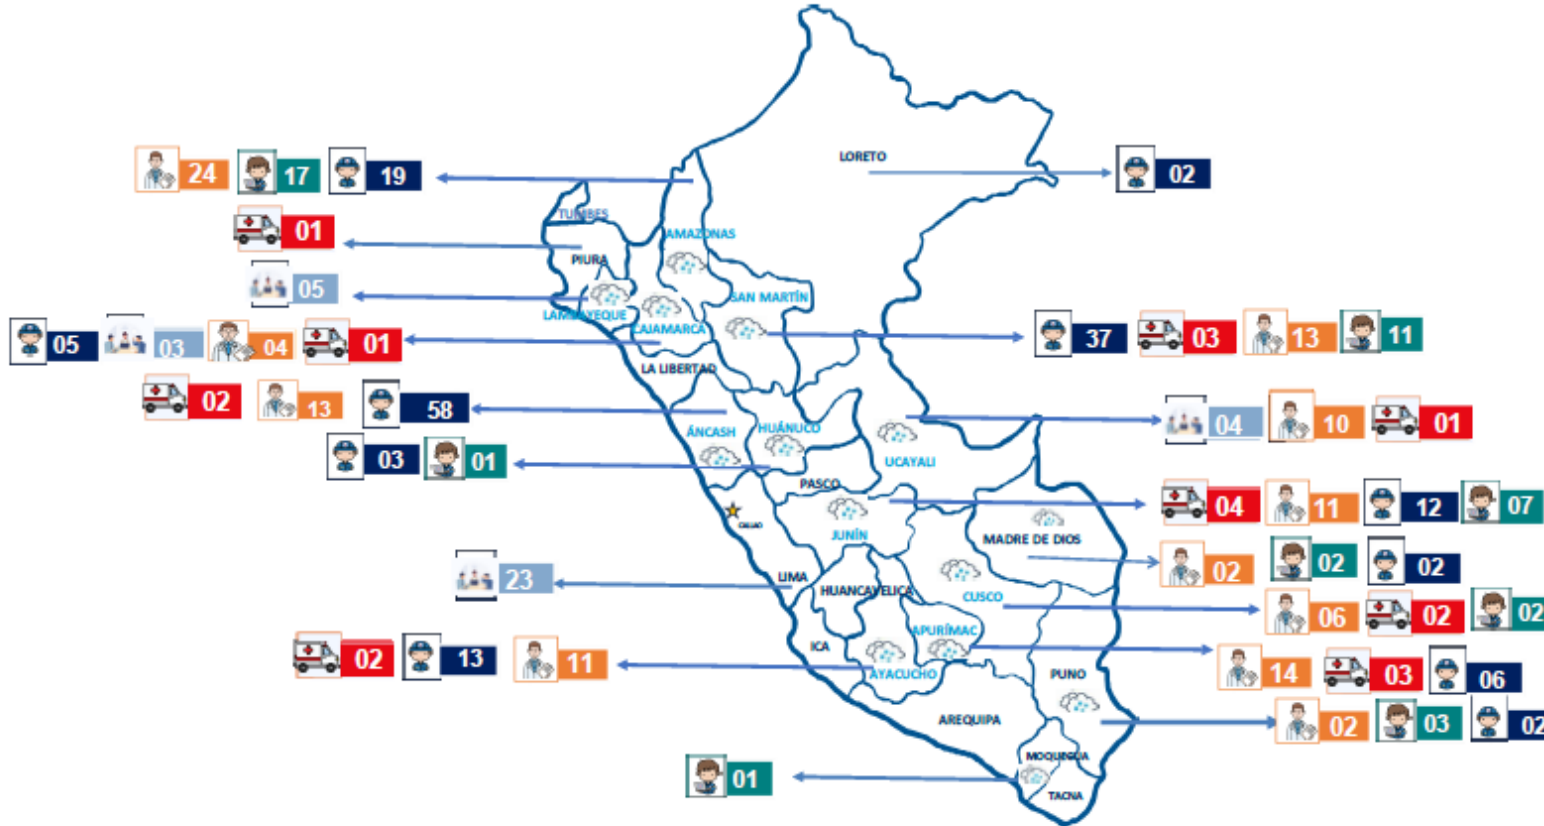 LORETO
24 17 19
02
TUMBES
01
AMAZONAS
PIURA
05
SAN MARTÍN
LAMBAYEQUE
CAJAMARCA
05 03 04 01
37 03 13 11
LA LIBERTAD
02 13 58
04 10 01
ÁNCASH
HUÁNUCO
03 01
UCAYALI
PASCO
04 11 12 07
CALLAO
JUNÍN
MADRE DE DIOS
02 02 02
23
LIMA
HUANCAVELICA
CUSCO
06 02 02
APURÍMAC
ICA
02 13 11
AYACUCHO
14 03 06
PUNO
AREQUIPA
02 03 02
MOQUEGUA
01
TACNA